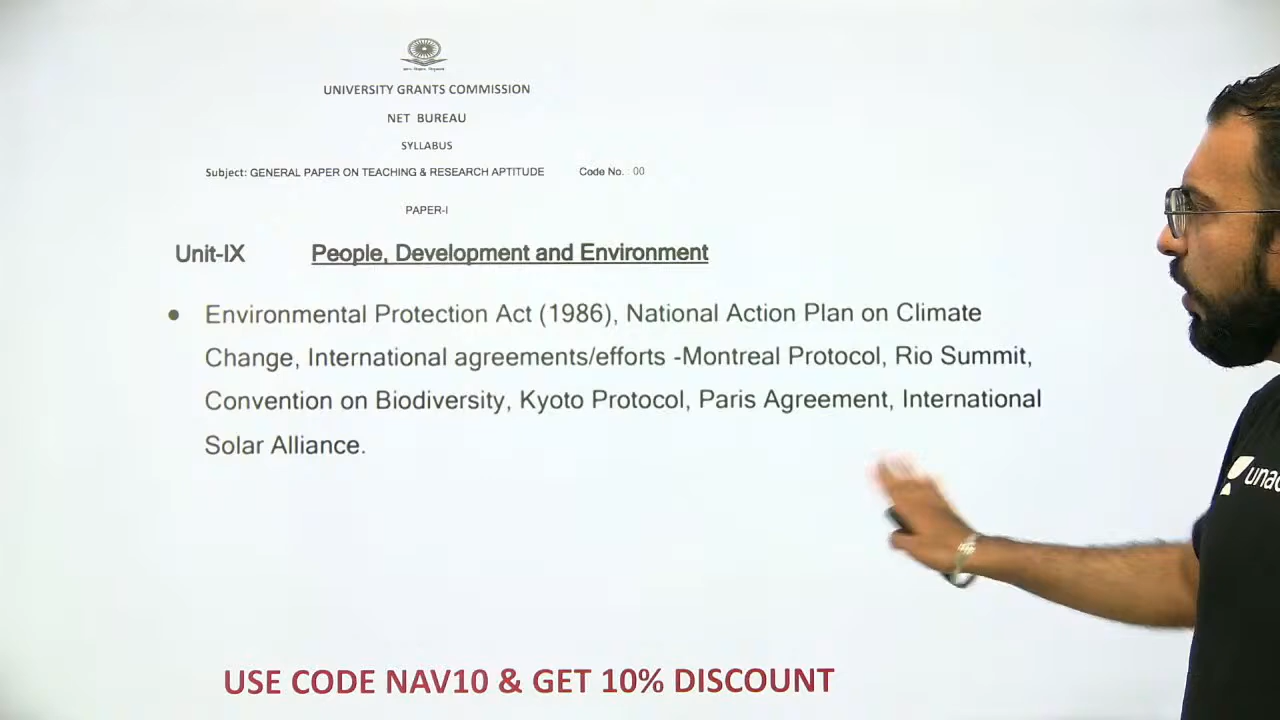 UNIVERSITY GRANTS COMMISSION
NET BUREAU
SYLLABUS
Subject: GENERAL PAPER ON TEACHING & RESEARCH APTITUDE Code No. : 00
PAPER-I
Unit-IX People, Development and Environment
• Environmental Protection Act (1986), National Action Plan on Climate
Change, International agreements/efforts -Montreal Protocol, Rio Summit,
Convention on Biodiversity, Kyoto Protocol, Paris Agreement, International
Solar Alliance.
unac
USE CODE NAV10 & GET 10% DISCOUNT